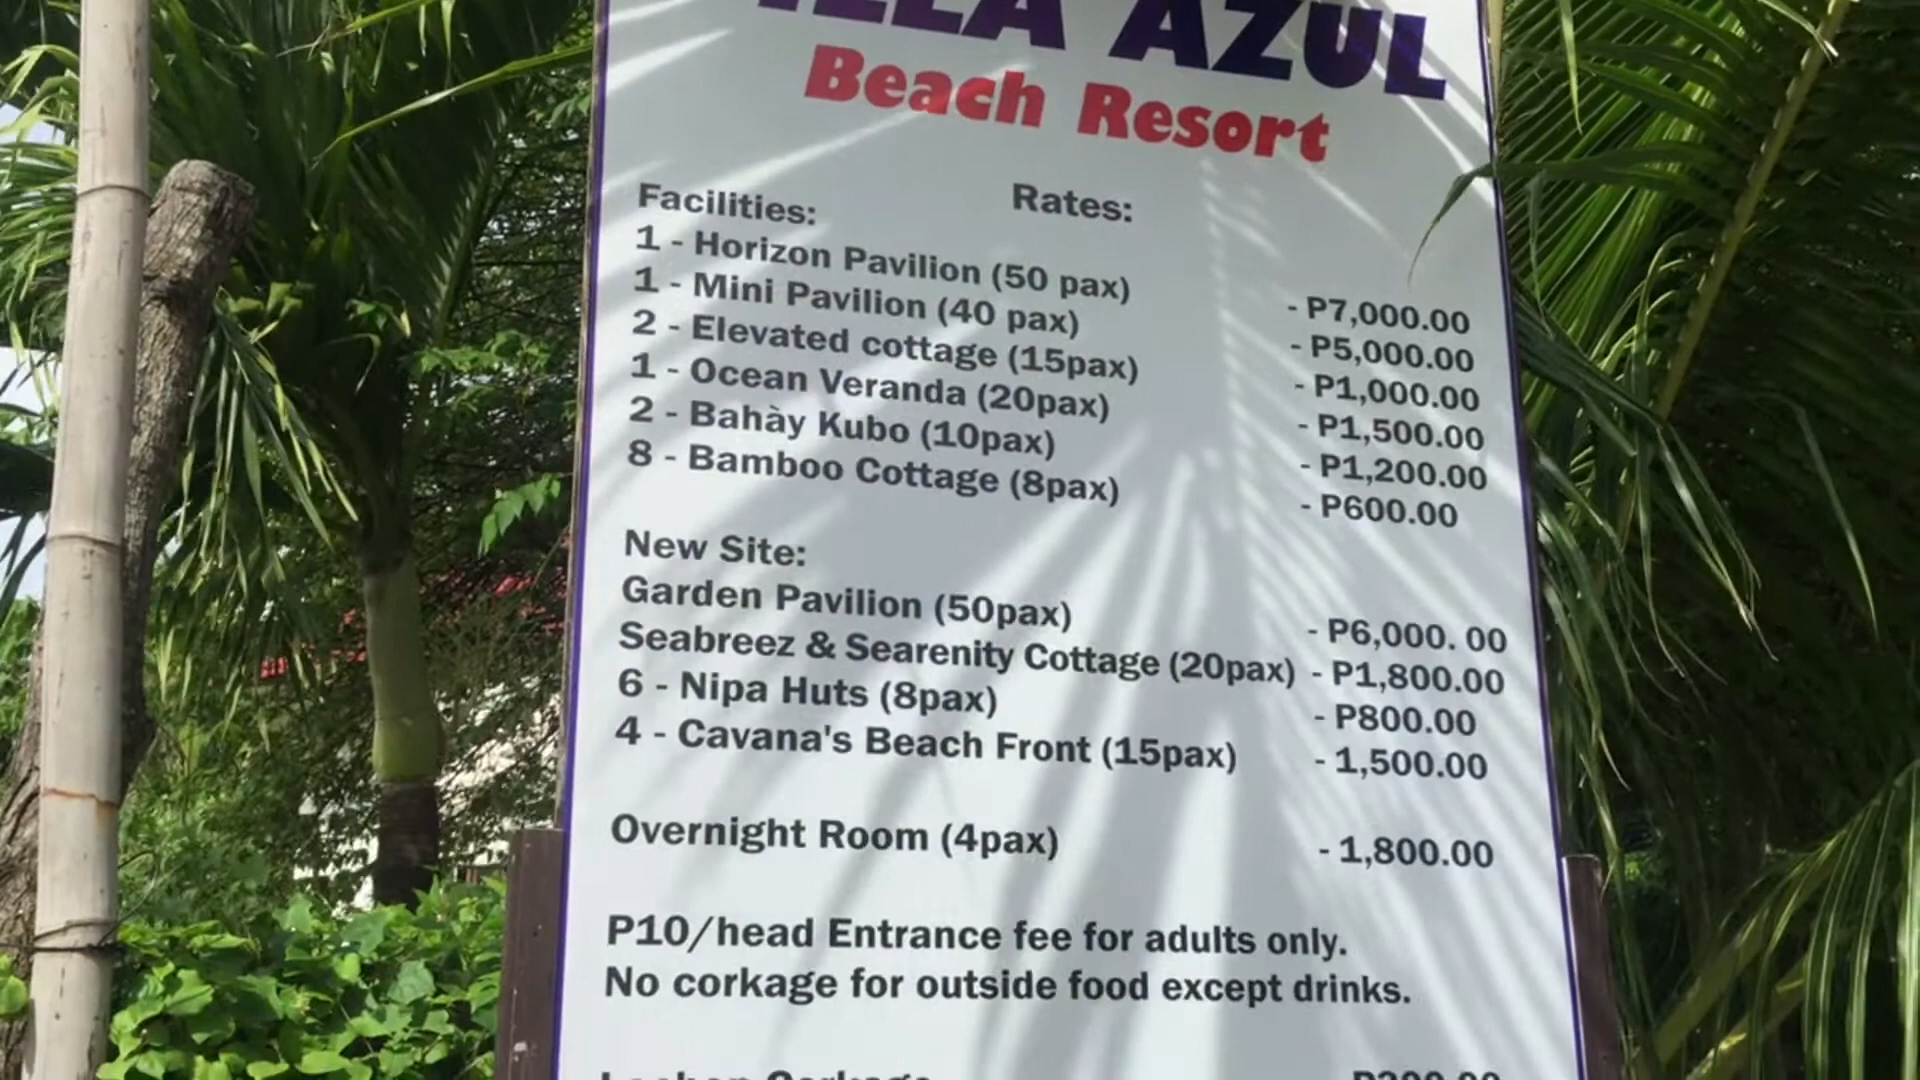 AZUL
Beach Resort
Facilities: Rates:
1 - Horizon Pavilion (50 pax) - P7,000.00
1 - Mini Pavilion (40 pax) - P5,000.00
2 - Elevated cottage (15pax) - P1,000.00
1 - Ocean Veranda (20pax) - P1,500.00
2 - Bahày Kubo (10pax) - P1,200.00
8 - Bamboo Cottage (8pax) - P600.00
New Site:
Garden Pavilion (50pax) - P6,000. 00
Seabreez & Searenity Cottage (20pax) - P1,800.00
6 - Nipa Huts (8pax) - P800.00
4 - Cavana's Beach Front (15pax) - 1,500.00
Overnight Room (4pax) - 1,800.00
P10/head Entrance fee for adults only.
No corkage for outside food except drinks.